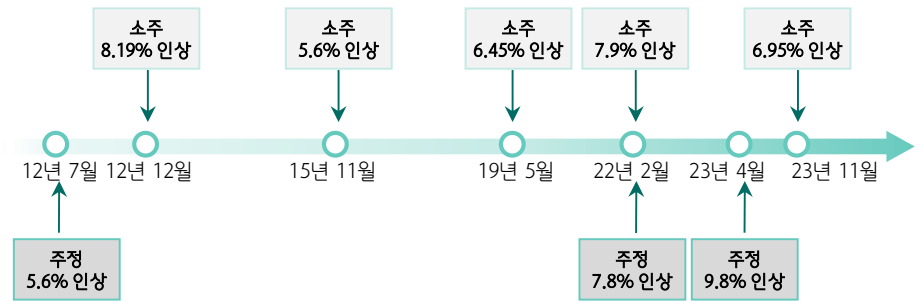 소주
8.19% 인상
소주
5.6% 인상
소주
6.45% 인상
소주
7.9% 인상
소주
6.95% 인상
12년 7월
12년 12월
15년 11월
19년 5월
22년 2월
23년 4월
23년 11월
주정
5.6% 인상
주정
7.8% 인상
주정
9.8% 인상